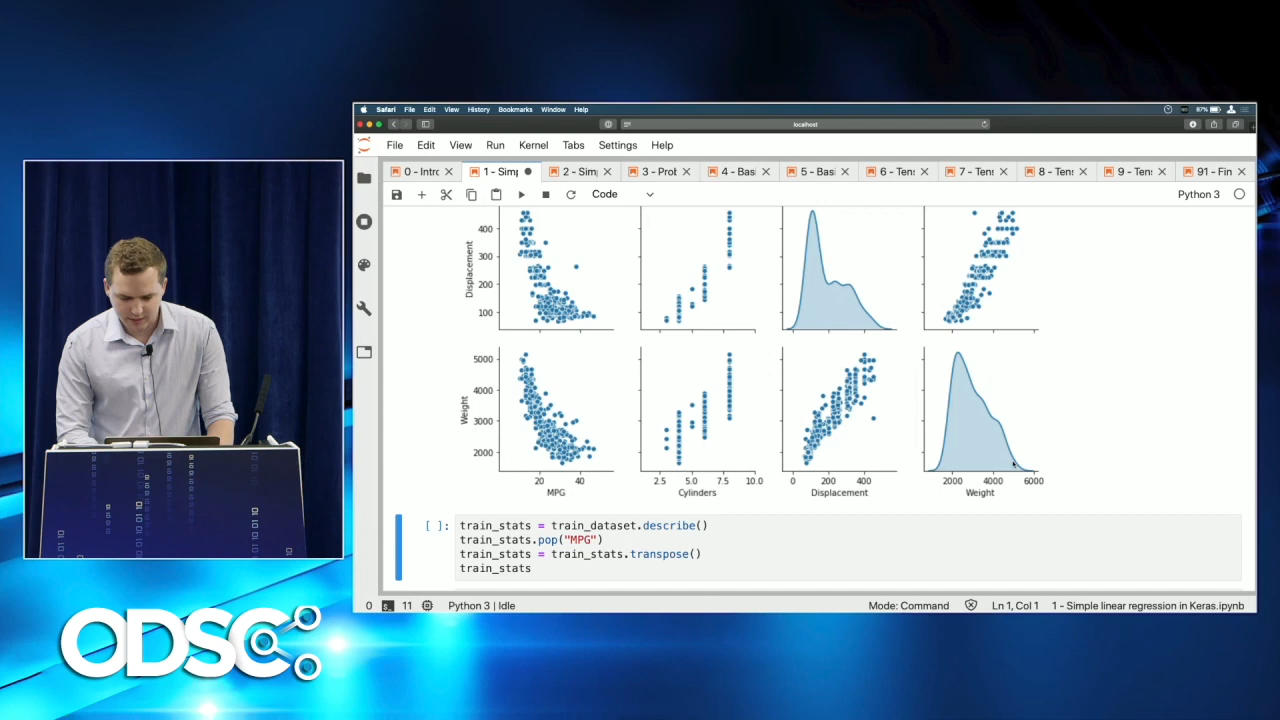 Safari File Edit View History Bookmarks Window Help
97%
localhost
File Edit View Run Kernel Tabs Settings Help
0 - Intro
1 - Simp
2 - Simp
3 - Prob
4 - Basi
5 - Basi
6 - Tens
7 - Tens
8 - Tens
9 - Tens
91 - Fin
Code
Python 3
Displacement
400
300
200
100
Weight
5000
4000
3000
2000
20 40
2.5 5.0 7.5 10.0
0 200 400
2000 4000 6000
MPG
Cylinders
Displacement
Weight
[ ]:
train_stats = train_dataset.describe()
train_stats.pop("MPG")
train_stats = train_stats.transpose()
train_stats
0 $_ 11 Python 3 | Idle Mode: Command Ln 1, Col 1 1 - Simple linear regression in Keras.ipynb
ODSC